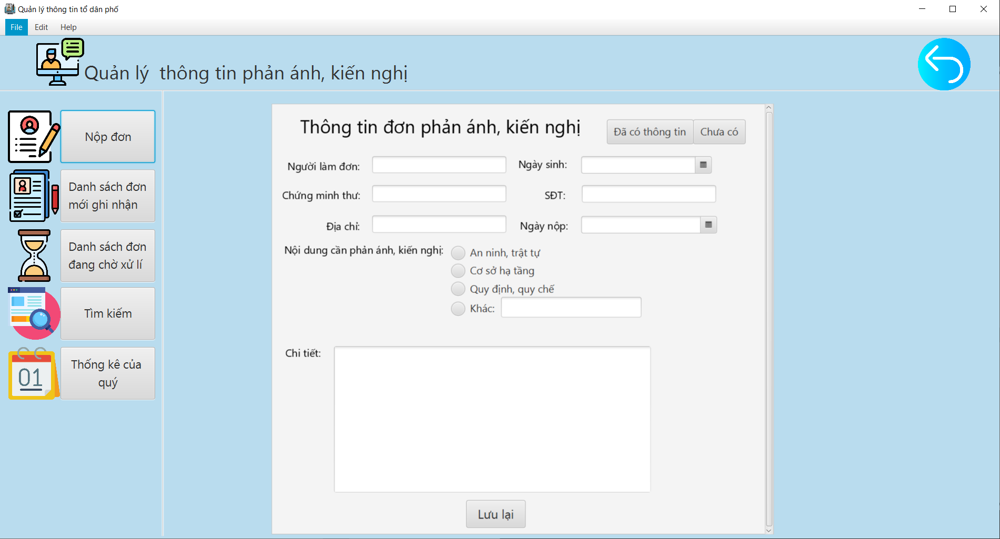 Quản lý thông tin tổ dân phố
File Edit Help
Quản lý  thông tin phản ánh, kiến nghị
Nộp đơn
Danh sách đơn
mới ghi nhận
Danh sách đơn
đang chờ xử lí
Tìm kiếm
01
Thống kê của
quý
Thông tin đơn phản ánh, kiến nghị
Đã có thông tin Chưa có
Người làm đơn: Ngày sinh:
Chứng minh thư: SĐT:
Địa chỉ: Ngày nộp:
Nội dung cần phản ánh, kiến nghị: An ninh, trật tự
Cơ sở hạ tầng
Quy định, quy chế
Khác:
Chi tiết:
Lưu lại